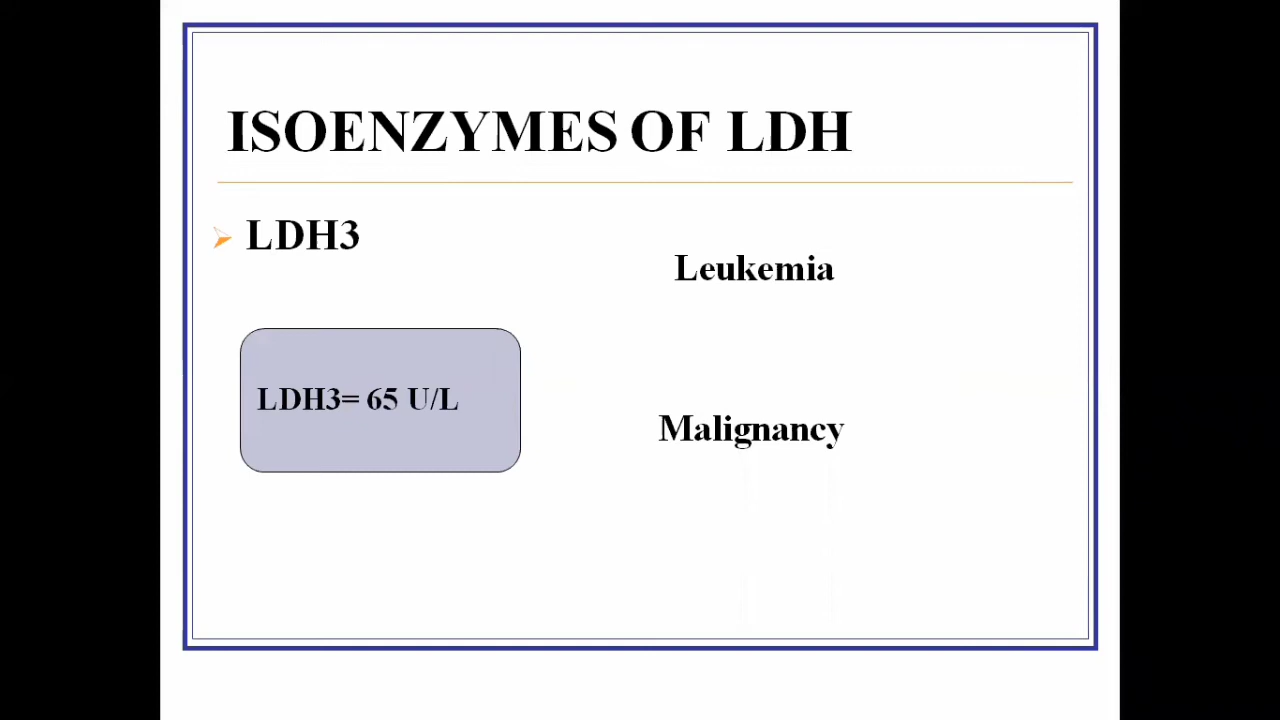 ISOENZYMES OF LDH
LDH3
Leukemia
LDH3= 65 U/L
Malignancy